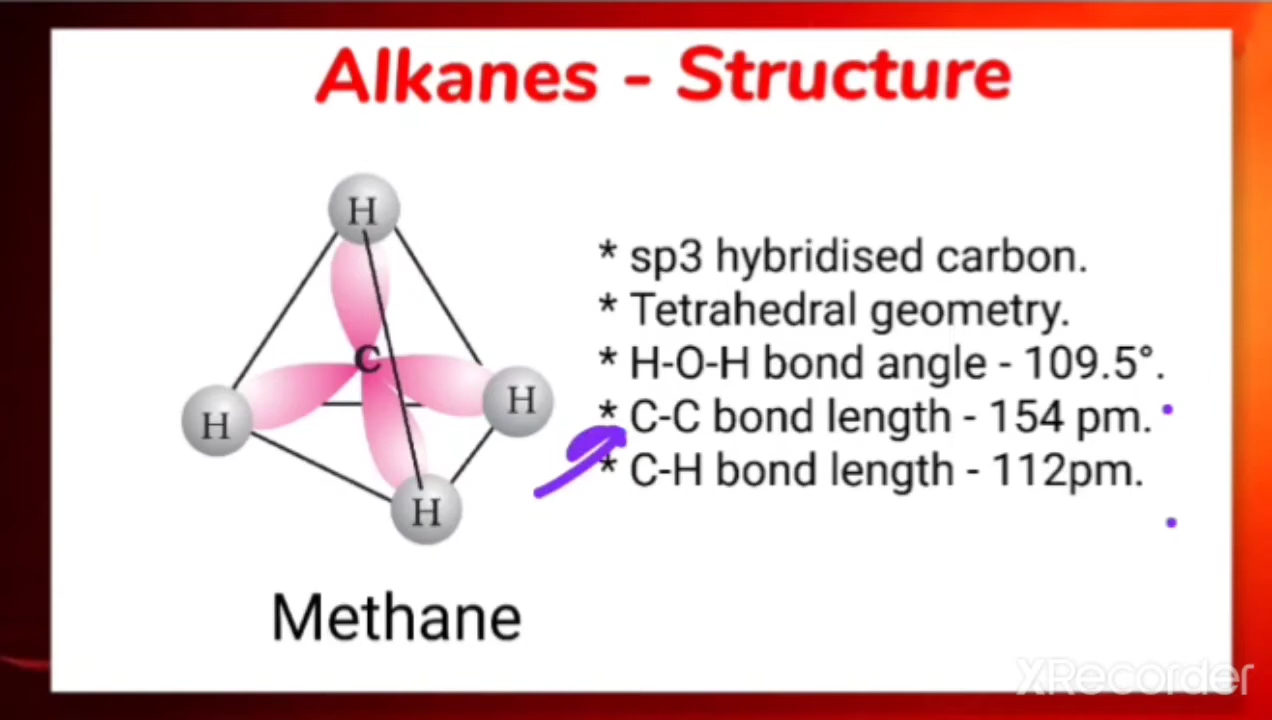 Alkanes - Structure
H
C
H
H
H
* sp3 hybridised carbon.
* Tetrahedral geometry.
* H-O-H bond angle - 109.5°.
* C-C bond length - 154 pm.
* C-H bond length - 112pm.
Methane
XRecorder